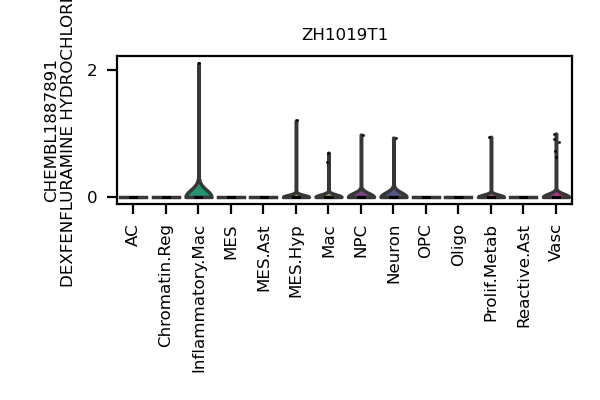 ZH1019T1
CHEMBL1887891
DEXFENFLURAMINE
2
0
AC
Chromatin.Reg
Inflammatory.Mac
MES
MES.Ast
MES.Hyp
Mac
NPC
Neuron
OPC
Oligo
Prolif.Metab
Reactive.Ast
Vasc